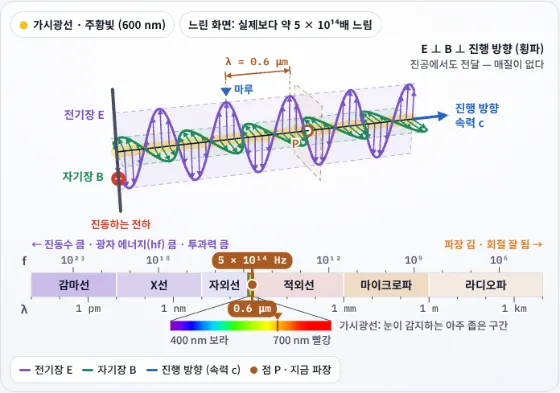 가시광선 · 주황빛 (600 nm)
느린 화면: 실제보다 약 5 × 10¹⁴배 느림
E ⊥ B ⊥ 진행 방향 (횡파)
진공에서도 전달 — 매질이 없다
λ = 0.6 μm
마루
전기장 E
진행 방향
속력 c
P
자기장 B
진동하는 전하
← 진동수 큼 · 광자 에너지(hf) 큼 · 투과력 큼
파장 김 · 회절 잘 됨 →
f
10²¹
10¹⁸
5 × 10¹⁴ Hz
10¹²
10⁹
10⁶
감마선
X선
자외선
적외선
마이크로파
라디오파
λ
1 pm
1 nm
0.6 μm
1 mm
1 m
1 km
가시광선: 눈이 감지하는 아주 좁은 구간
400 nm 보라
700 nm 빨강
전기장 E
자기장 B
진행 방향 (속력 c)
점 P · 지금 파장